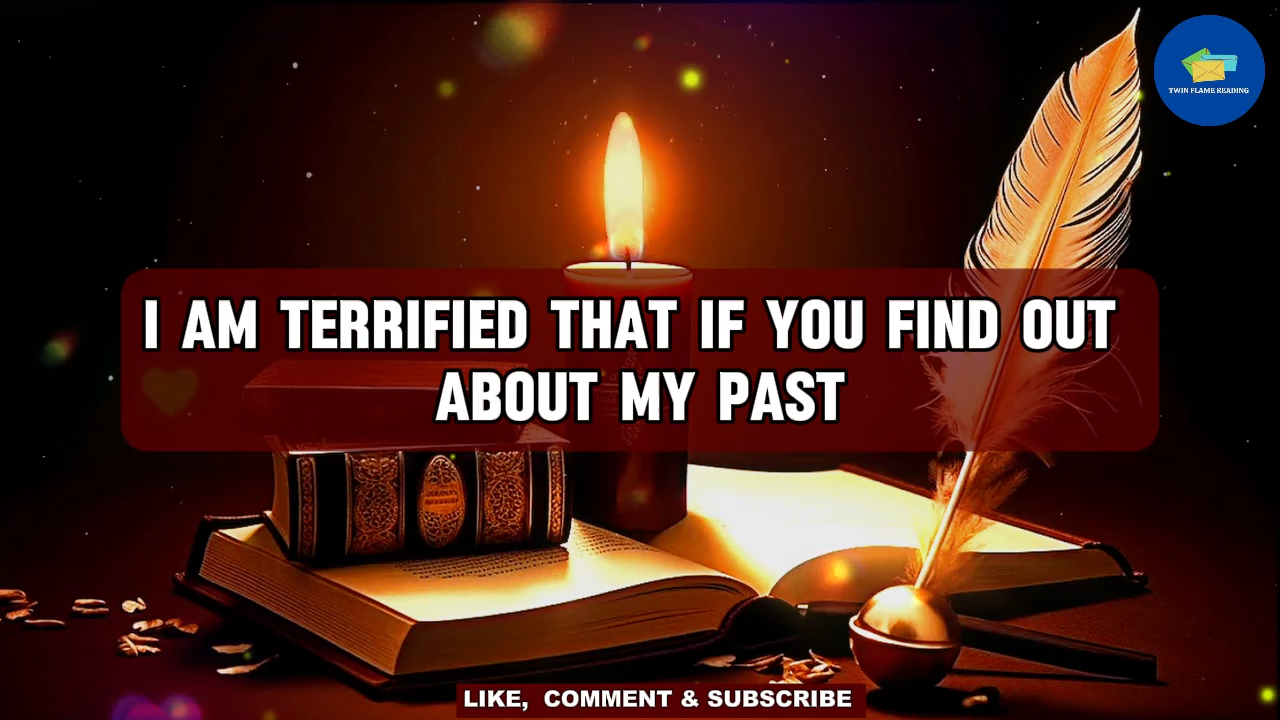 TWIN FLAME READING
I AM TERRIFIED THAT IF YOU FIND OUT
ABOUT MY PAST
LIKE, COMMENT & SUBSCRIBE